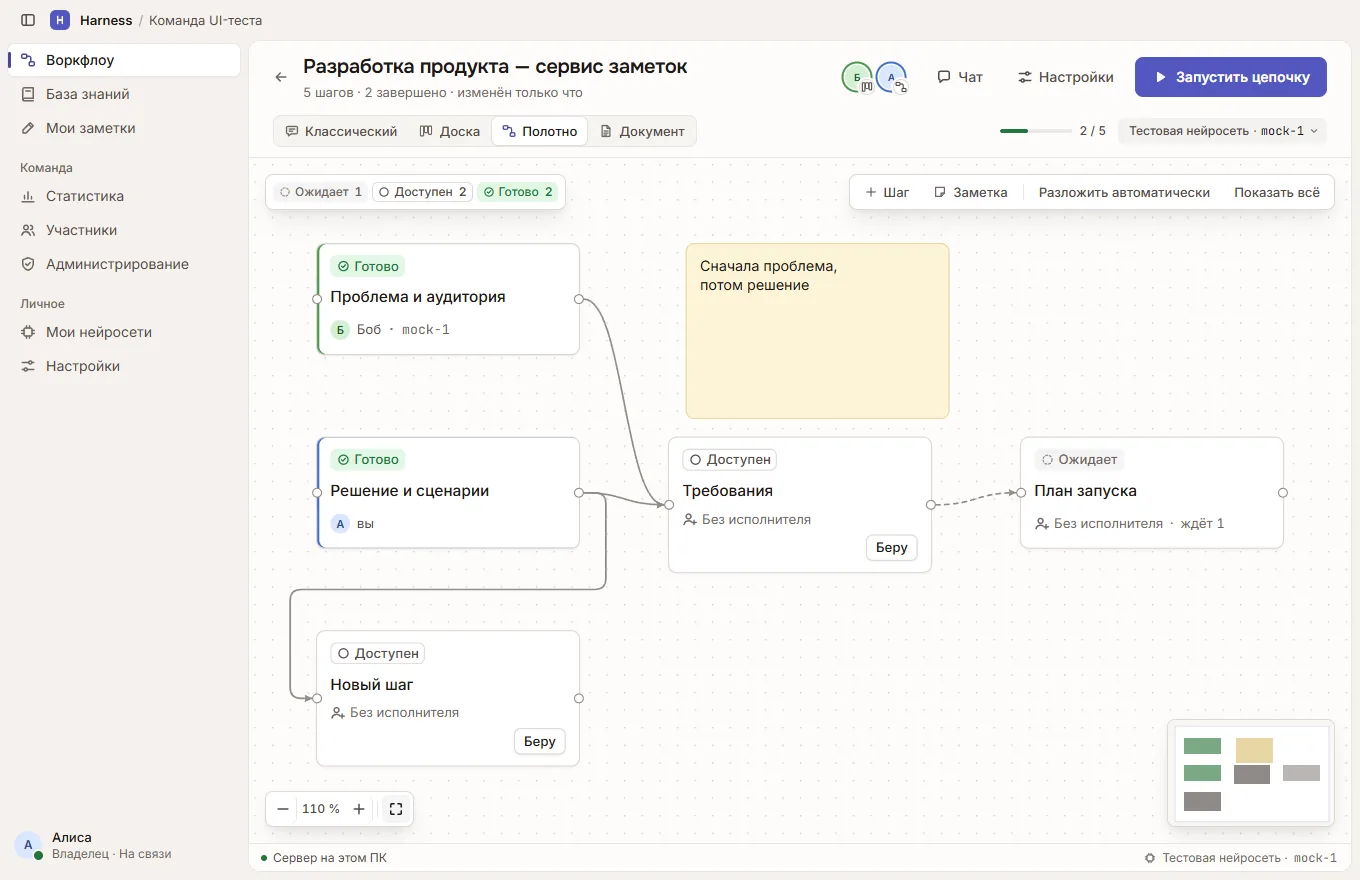 H Harness / Команда UI-теста
Воркфлоу
База знаний
Мои заметки
Команда
Статистика
Участники
Администрирование
Личное
Мои нейросети
Настройки
А
Алиса
Владелец · На связи
Разработка продукта — сервис заметок
5 шагов · 2 завершено · изменён только что
Б А
Чат
Настройки
Запустить цепочку
Классический
Доска
Полотно
Документ
2 / 5
Тестовая нейросеть · mock-1
Ожидает 1
Доступен 2
Готово 2
Шаг
Заметка
Разложить автоматически
Показать всё
Готово
Проблема и аудитория
Б Боб · mock-1
Сначала проблема,
потом решение
Готово
Решение и сценарии
А вы
Доступен
Требования
Без исполнителя
Беру
Ожидает
План запуска
Без исполнителя · ждёт 1
Доступен
Новый шаг
Без исполнителя
Беру
110 %
Сервер на этом ПК
Тестовая нейросеть · mock-1